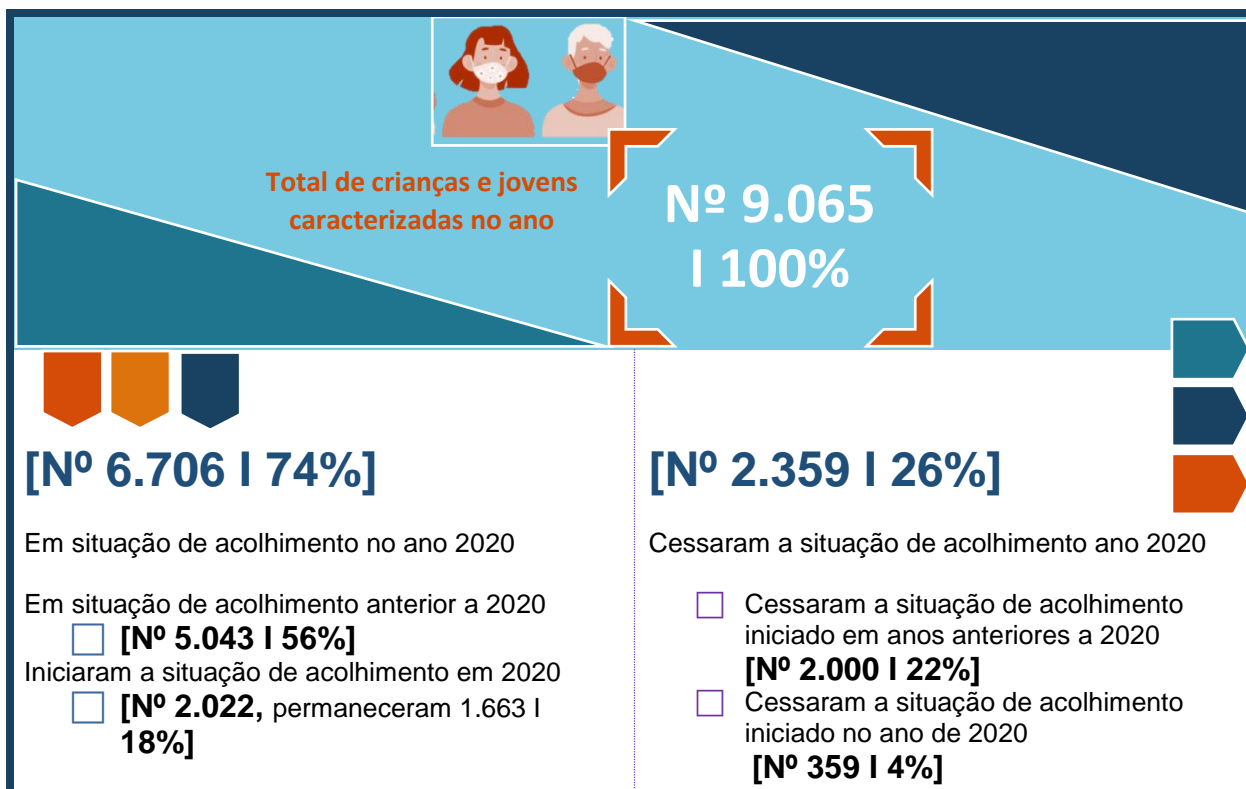 Total de crianças e jovens
caracterizadas no ano
Nº 9.065
I 100%
[Nº 6.706 I 74%]
Em situação de acolhimento no ano 2020
Em situação de acolhimento anterior a 2020
[Nº 5.043 I 56%]
Iniciaram a situação de acolhimento em 2020
[Nº 2.022, permaneceram 1.663 I
18%]
[Nº 2.359 I 26%]
Cessaram a situação de acolhimento ano 2020
Cessaram a situação de acolhimento
iniciado em anos anteriores a 2020
[Nº 2.000 I 22%]
Cessaram a situação de acolhimento
iniciado no ano de 2020
[Nº 359 I 4%]